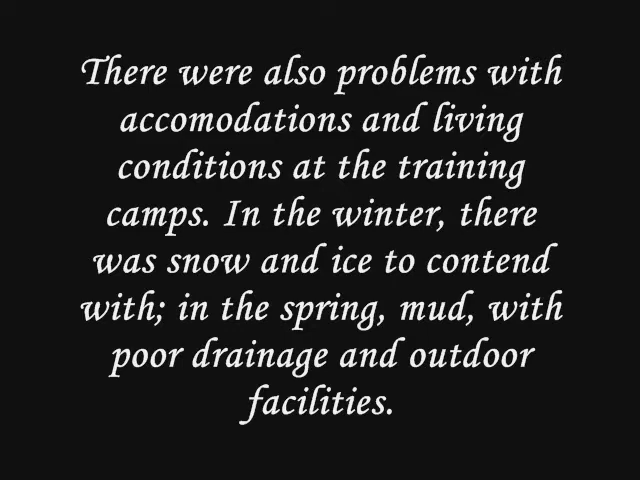 There were also problems with
accomodations and living
conditions at the training
camps. In the winter, there
was snow and ice to contend
with; in the spring, mud, with
poor drainage and outdoor
facilities.